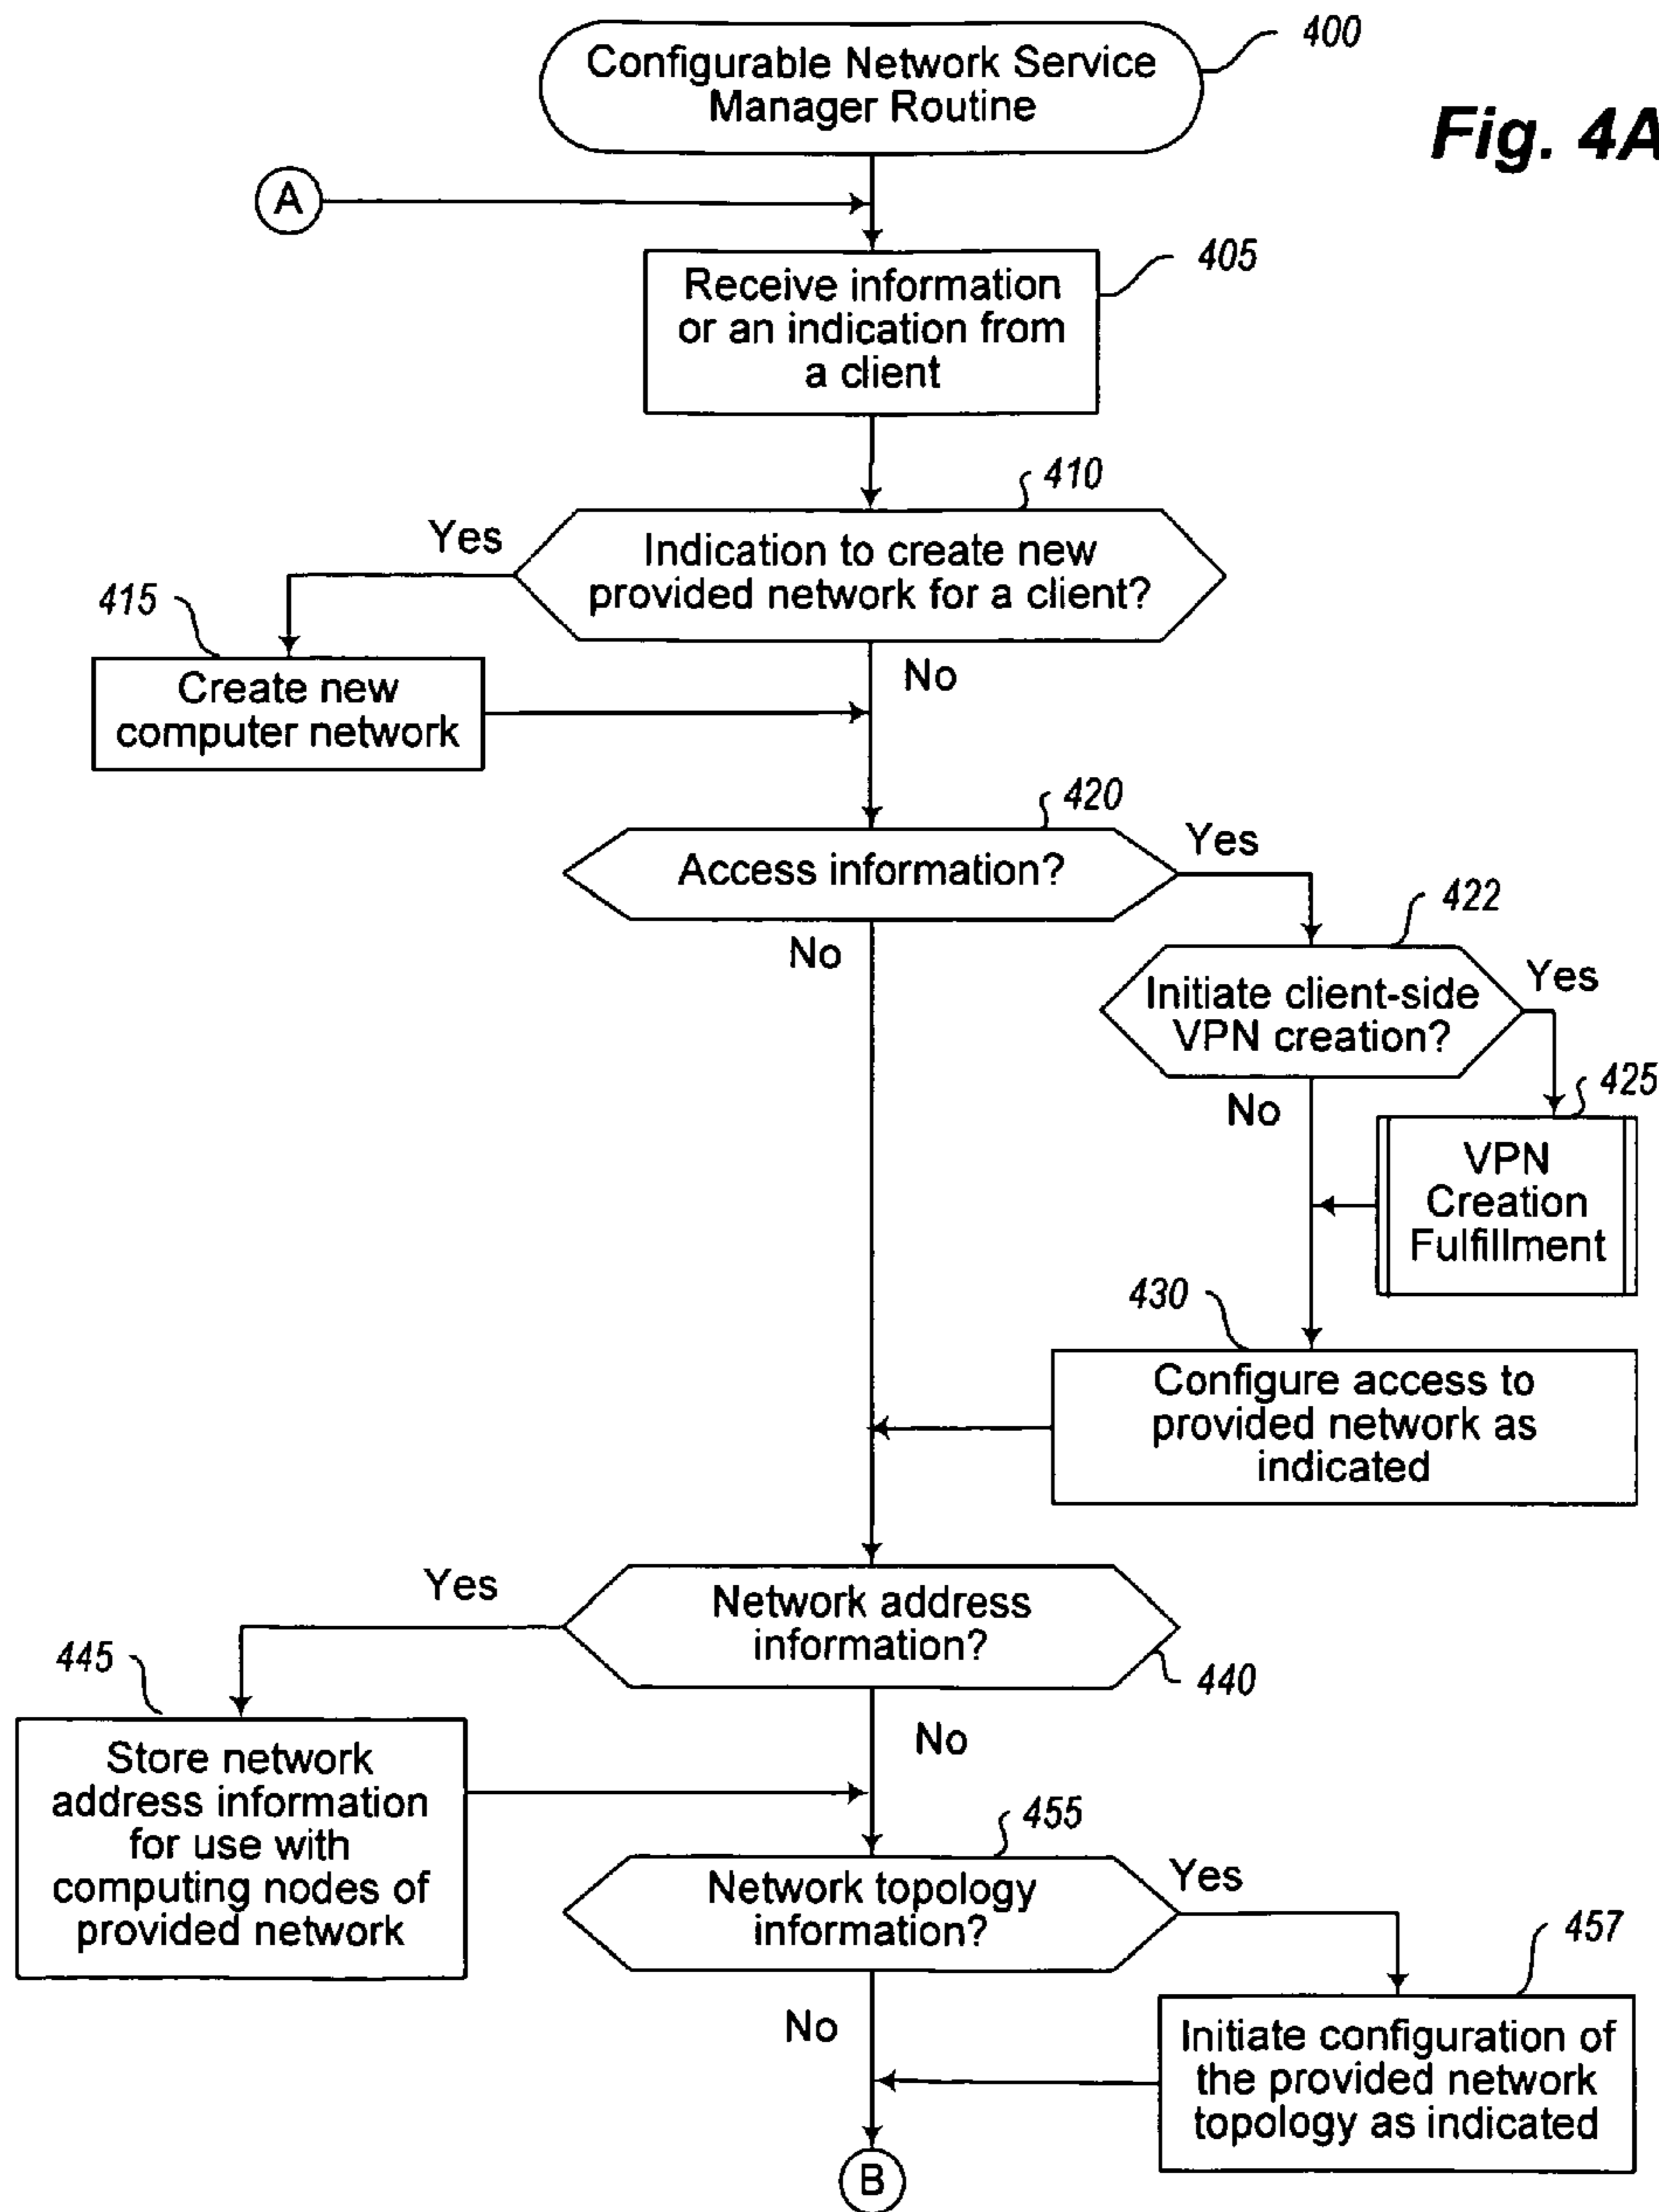 400
Configurable Network Service
Manager Routine
Fig. 4A
A
405
Receive information
or an indication from
a client
410
Yes
Indication to create new
provided network for a client?
415
No
Create new
computer network
420
Yes
Access information?
422
No
Yes
Initiate client-side
VPN creation?
425
No
VPN
Creation
Fulfillment
430
Configure access to
provided network as
indicated
Yes
Network address
information?
445
440
No
Store network
address information
for use with
computing nodes of
provided network
455
Yes
Network topology
information?
457
No
Initiate configuration of
the provided network
topology as indicated
B